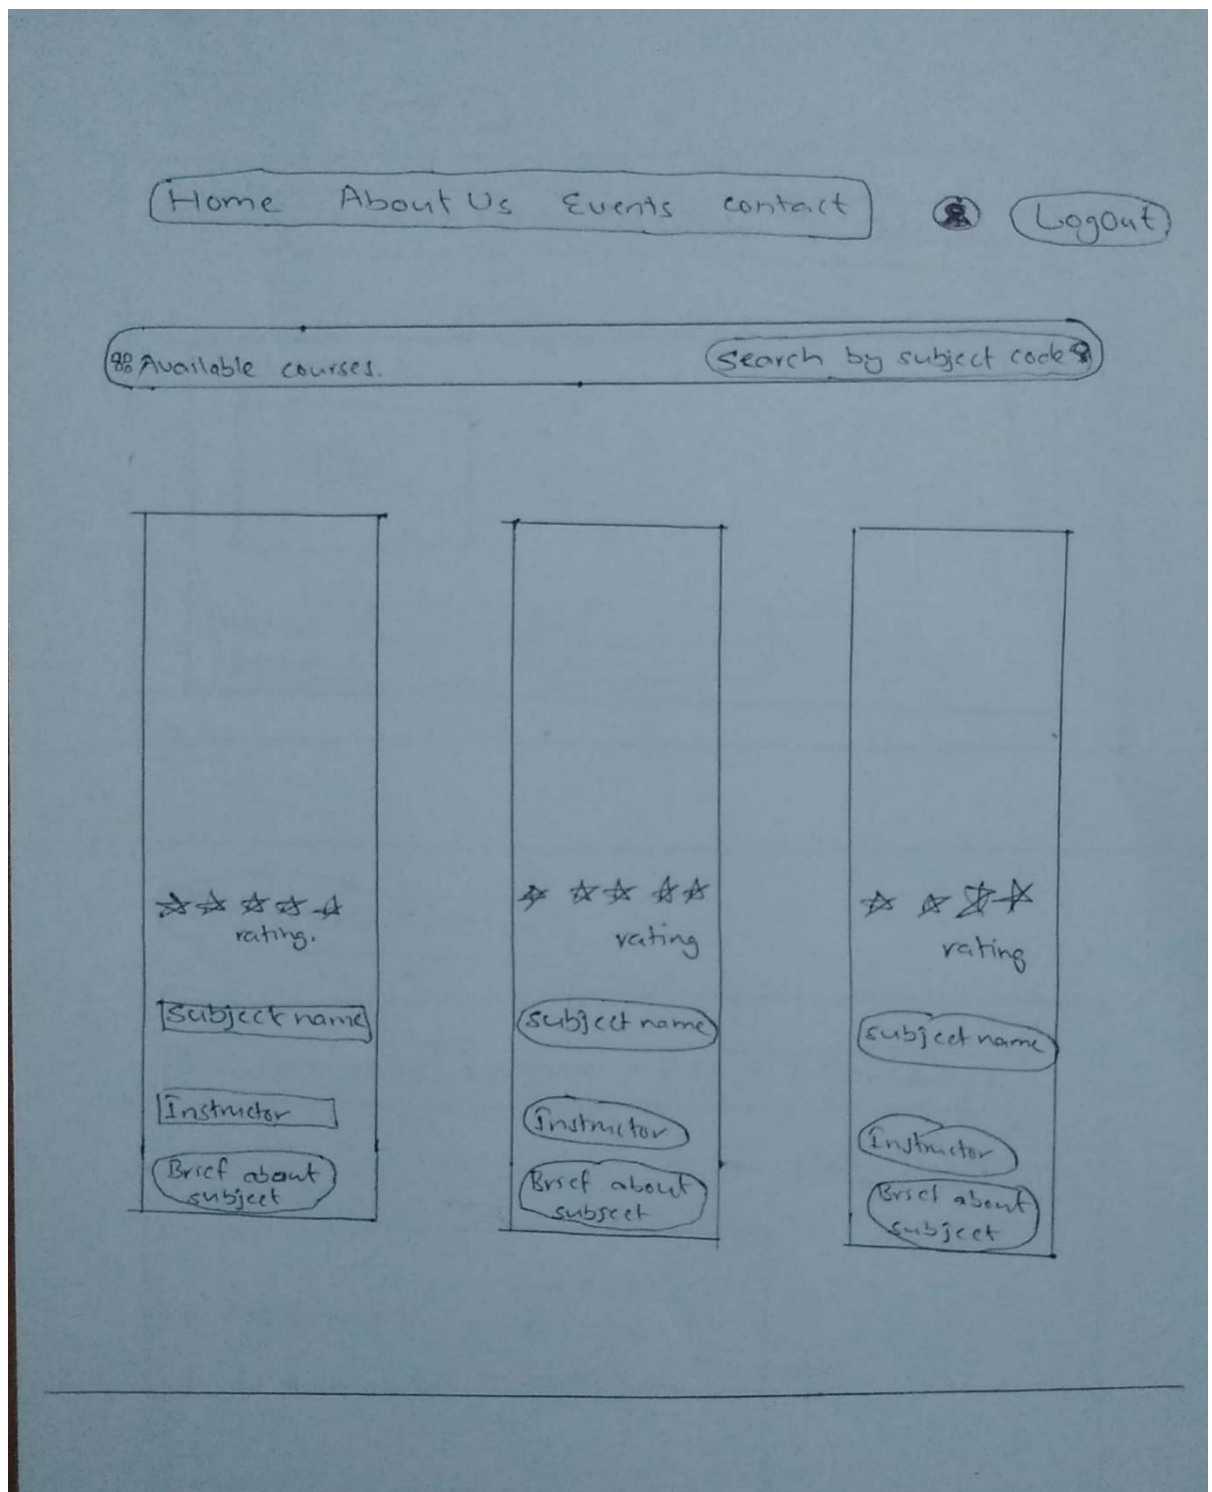 Home About Us Events contact
Logout
Available courses.
Search by subject code
rating.
rating
rating
Subject name
subject name
subject name
Instructor
Instructor
Instructor
Brief about
subject
Brief about
subject
Brief about
subject